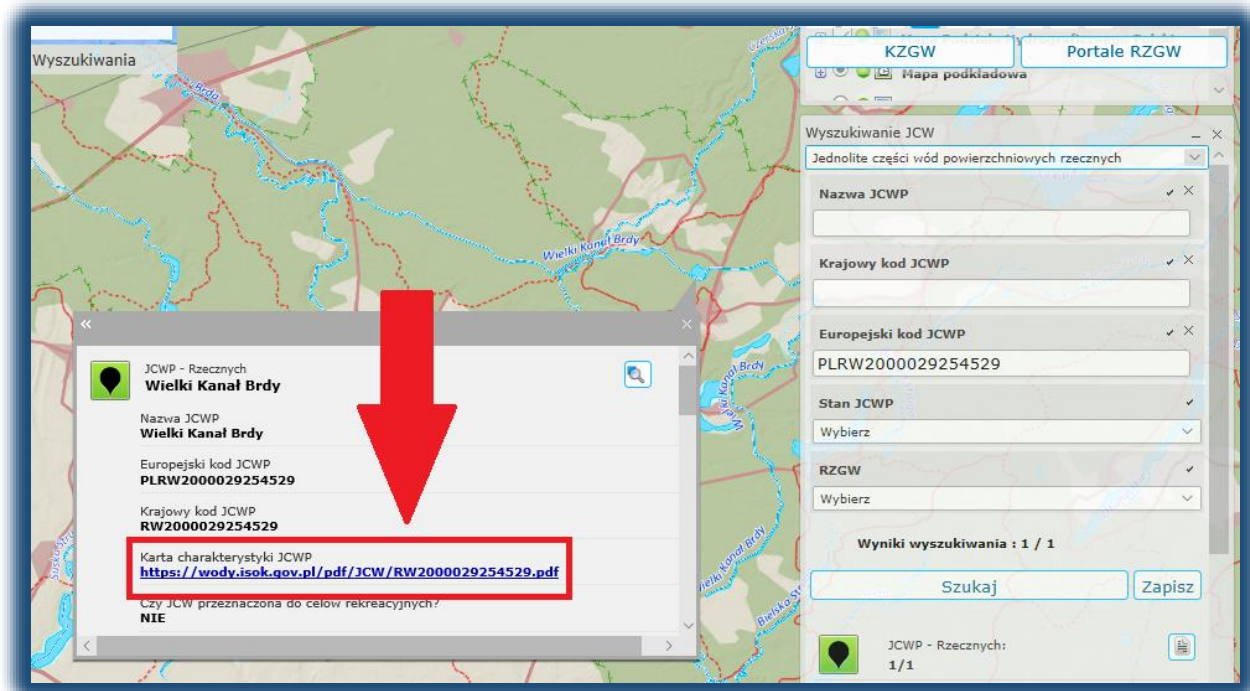 Wyszukiwania
Brda
Czerska
Wielki Kanał Brdy
KZGW
Portale RZGW
Mapa podkladowa
Wyszukiwanie JCW
Jednolite części wód powierzchniowych rzecznych
Nazwa JCWP
Krajowy kod JCWP
Europejski kod JCWP
PLRW2000029254529
Stan JCWP
Wybierz
RZGW
Wybierz
Wyniki wyszukiwania : 1 / 1
Szukaj
Zapisz
JCWP - Rzecznych:
1/1
JCWP - Rzecznych
Wielki Kanał Brdy
Nazwa JCWP
Wielki Kanał Brdy
Europejski kod JCWP
PLRW2000029254529
Krajowy kod JCWP
RW2000029254529
Karta charakterystyki JCWP
https://wody.isok.gov.pl/pdf/JCW/RW2000029254529.pdf
Czy JCW przeznaczona do celów rekreacyjnych?
NIE
Wielki Kanał Brdy
Kanał Brdy
Bielska